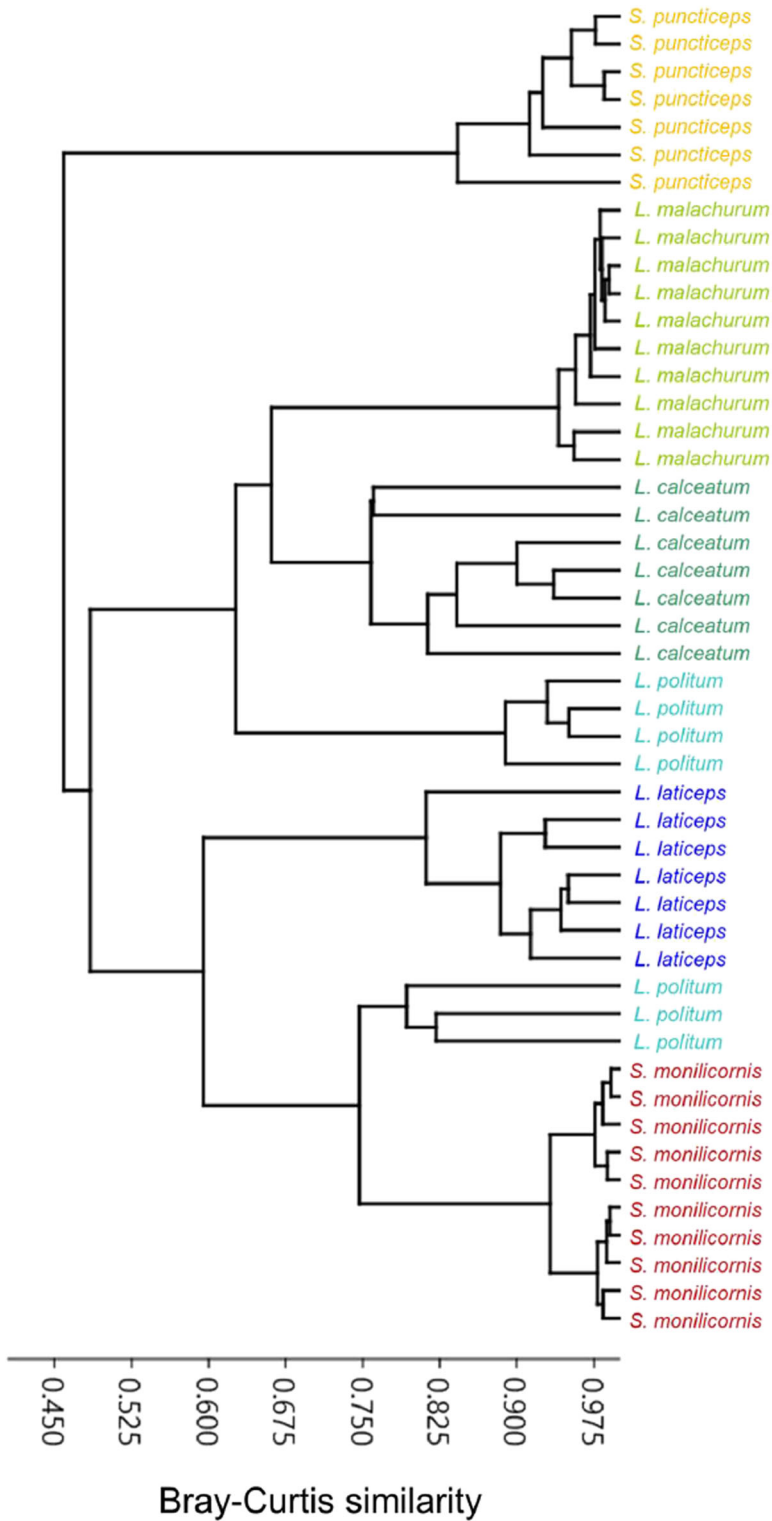 S. puncticeps
S. puncticeps
S. puncticeps
S. puncticeps
S. puncticeps
S. puncticeps
S. puncticeps
L. malachurum
L. malachurum
L. malachurum
L. malachurum
L. malachurum
L. malachurum
L. malachurum
L. malachurum
L. malachurum
L. malachurum
L. calceatum
L. calceatum
L. calceatum
L. calceatum
L. calceatum
L. calceatum
L. calceatum
L. politum
L. politum
L. politum
L. politum
L. laticeps
L. laticeps
L. laticeps
L. laticeps
L. laticeps
L. laticeps
L. laticeps
L. politum
L. politum
L. politum
S. monilicornis
S. monilicornis
S. monilicornis
S. monilicornis
S. monilicornis
S. monilicornis
S. monilicornis
S. monilicornis
S. monilicornis
S. monilicornis
0.450 0.525 0.600 0.675 0.750 0.825 0.900 0.975
Bray-Curtis similarity